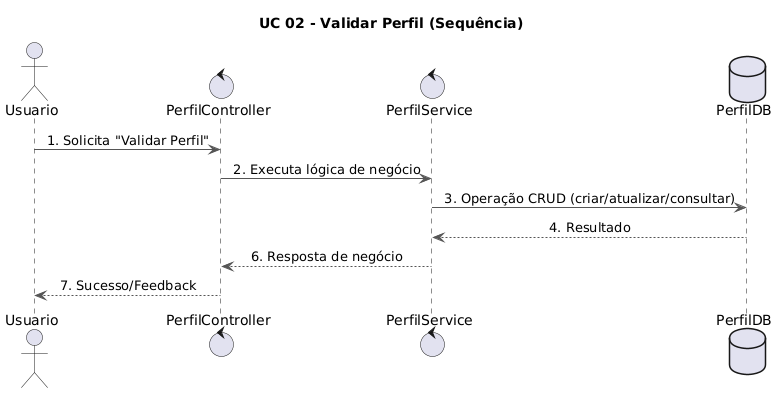 UC 02 - Validar Perfil (Sequência)
Usuario
PerfilController
PerfilService
PerfilDB
1. Solicita "Validar Perfil"
2. Executa lógica de negócio
3. Operação CRUD (criar/atualizar/consultar)
4. Resultado
6. Resposta de negócio
7. Sucesso/Feedback
Usuario
PerfilController
PerfilService
PerfilDB